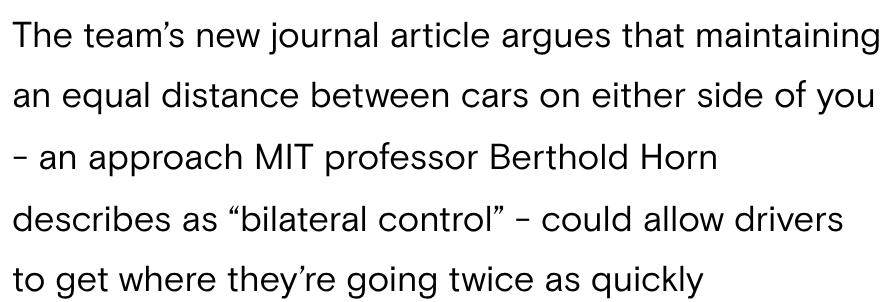 The team’s new journal article argues that maintaining
an equal distance between cars on either side of you
– an approach MIT professor Berthold Horn
describes as “bilateral control” – could allow drivers
to get where they’re going twice as quickly